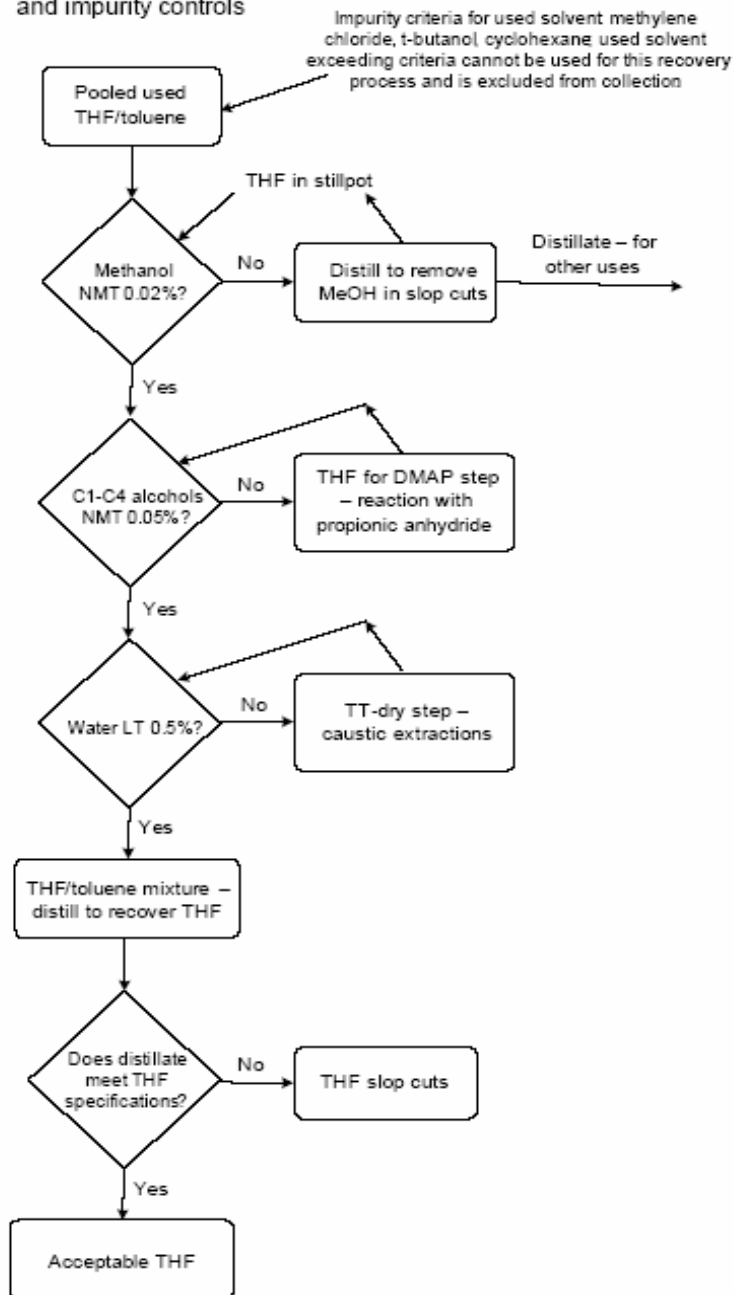 and impurity controls
Impurity criteria for used solvent methylene
chloride, t-butanol, cyclohexane used solvent
exceeding criteria cannot be used for this recovery
process and is excluded from collection
Pooled used
THF/toluene
THF in stillpot
Methanol
NMT 0.02%?
No
Distill to remove
MeOH in slop cuts
Distillate – for
other uses
Yes
C1-C4 alcohols
NMT 0.05%?
No
THF for DMAP step
– reaction with
propionic anhydride
Yes
Water LT 0.5%?
No
TT-dry step –
caustic extractions
Yes
THF/toluene mixture –
distill to recover THF
Does distillate
meet THF
specifications?
No
THF slop cuts
Yes
Acceptable THF